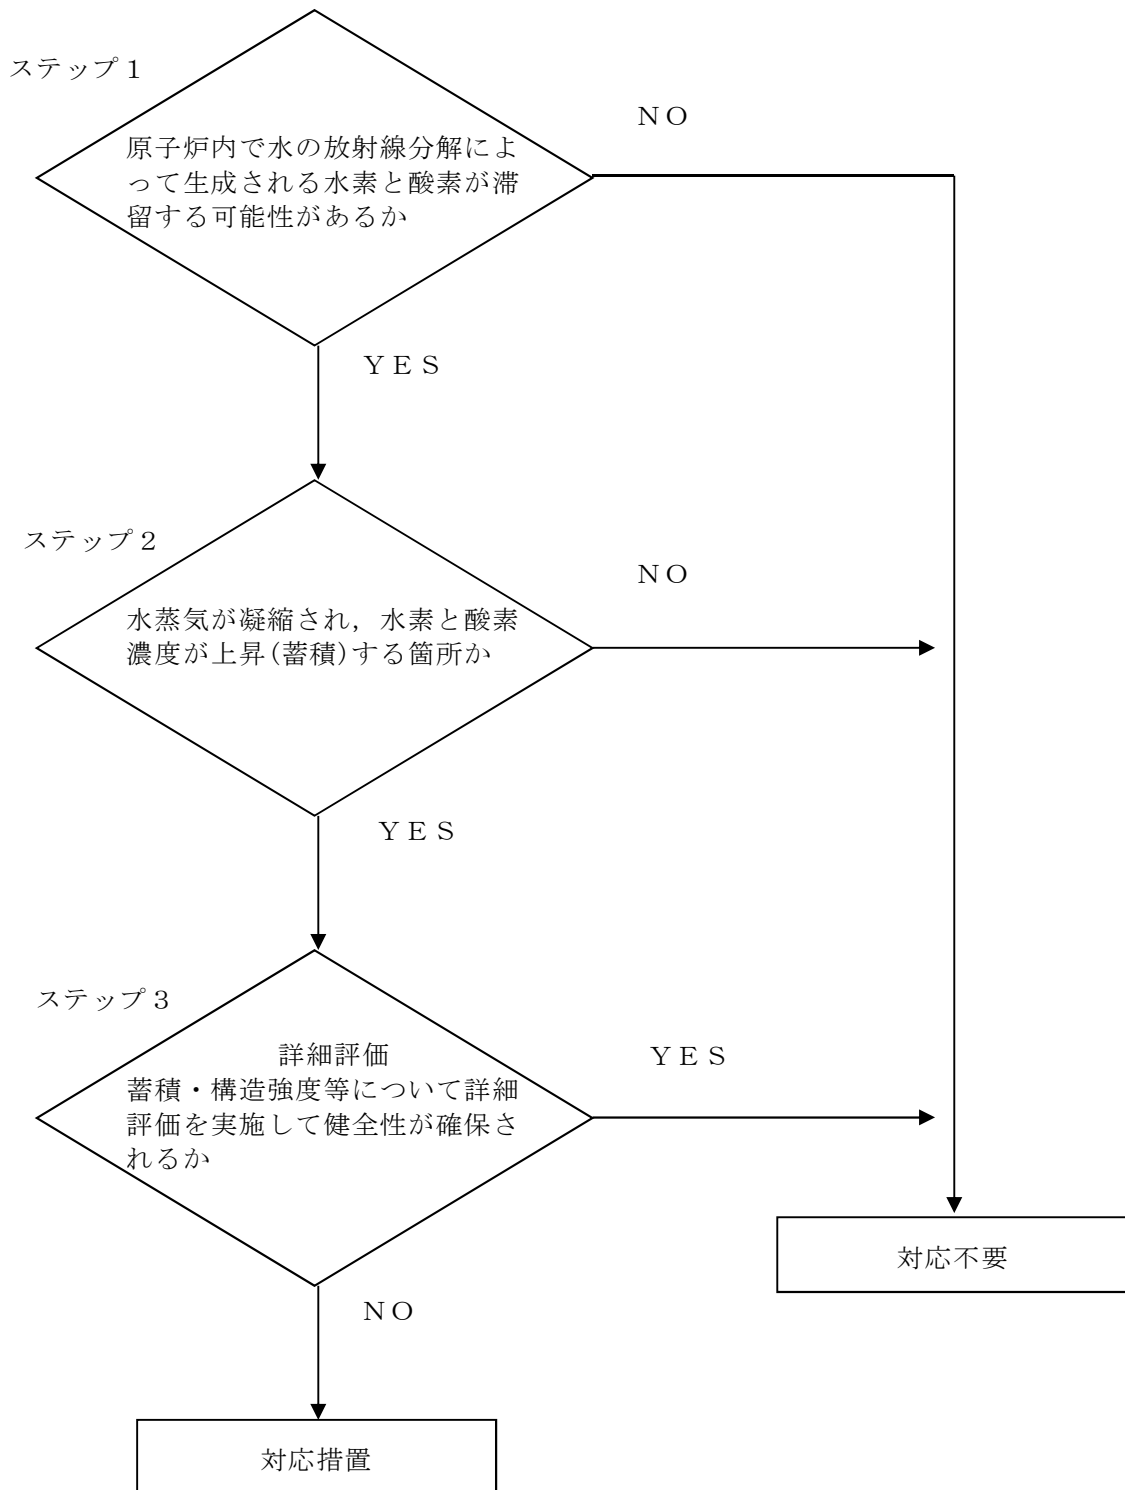 ステップ１
ＮＯ
原子炉内で水の放射線分解によ
って生成される水素と酸素が滞
留する可能性があるか
ＹＥＳ
ステップ２
ＮＯ
水蒸気が凝縮され，水素と酸素
濃度が上昇(蓄積)する箇所か
ＹＥＳ
ステップ３
詳細評価
ＹＥＳ
蓄積・構造強度等について詳細
評価を実施して健全性が確保さ
れるか
対応不要
ＮＯ
対応措置